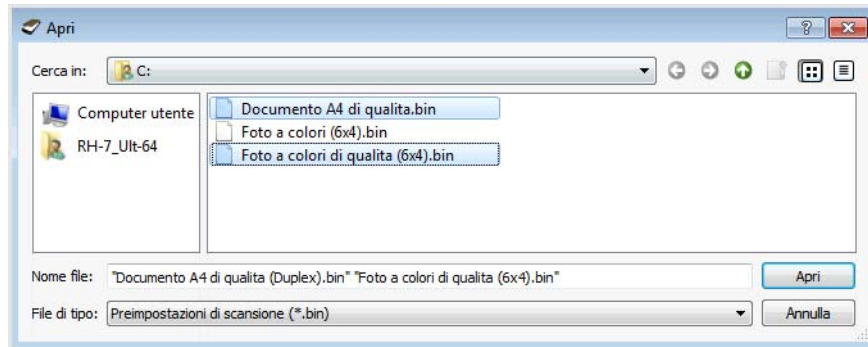 Apri
Cerca in: C:
Computer utente
RH-7_Ult-64
Documento A4 di qualita.bin
Foto a colori (6x4).bin
Foto a colori di qualita (6x4).bin
Nome file: "Documento A4 di qualita (Duplex).bin" "Foto a colori di qualita (6x4).bin" Apri
File di tipo: Preimpostazioni di scansione (*.bin) Annulla